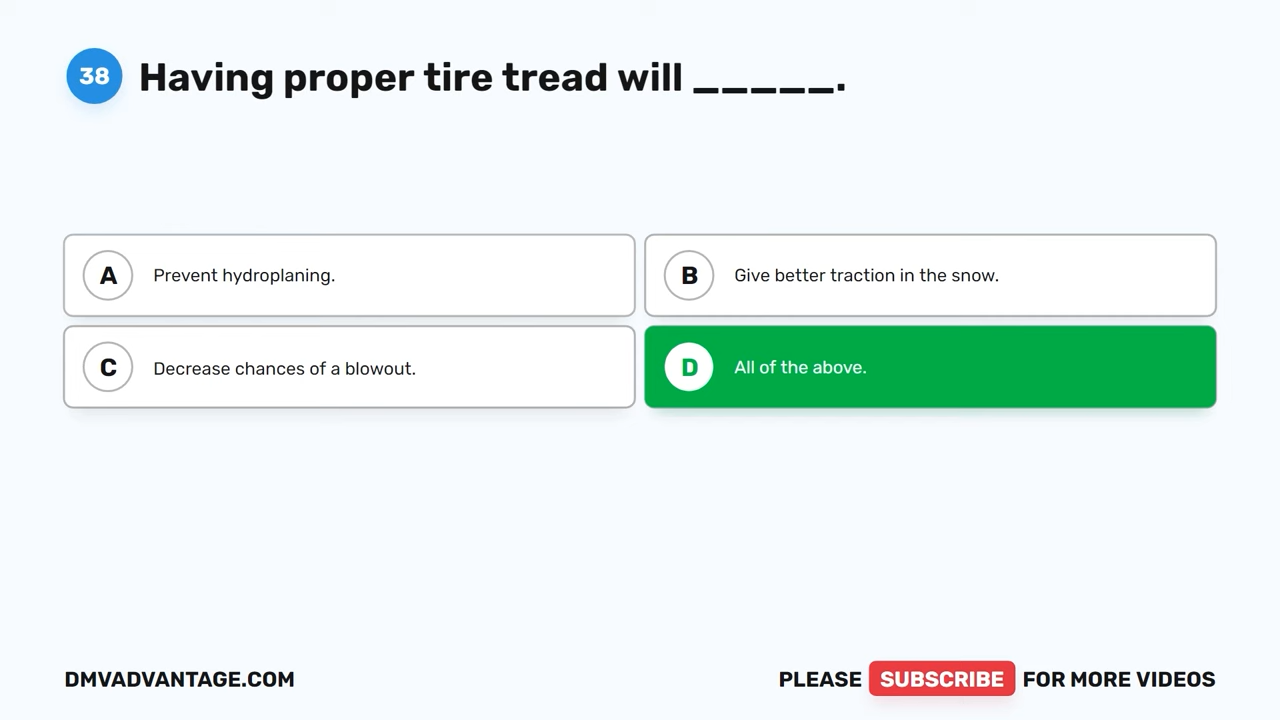 38 Having proper tire tread will _____.
A Prevent hydroplaning.
B Give better traction in the snow.
C Decrease chances of a blowout.
D All of the above.
DMVADVANTAGE.COM
PLEASE SUBSCRIBE FOR MORE VIDEOS